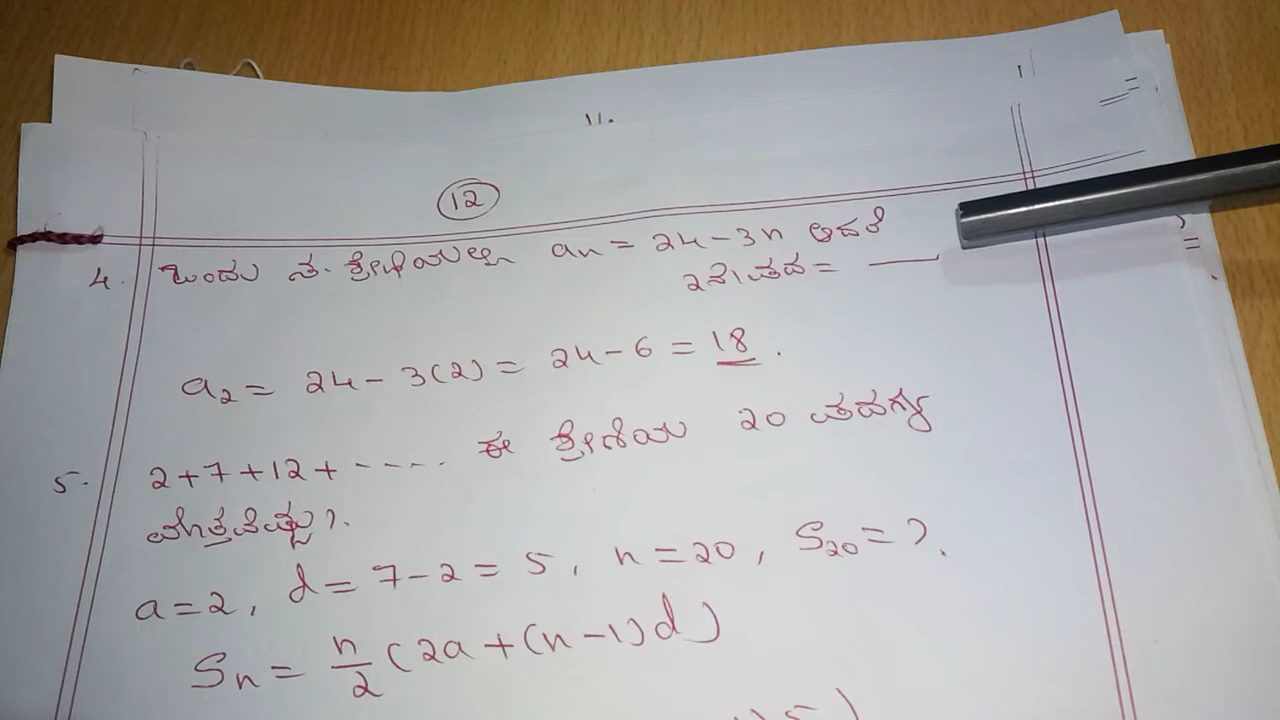 11.
12
4. ಒಂದು ಸ. ಶ್ರೇಢಿಯಲ್ಲಿ aₙ = 24 - 3n ಆದರೆ
2ನೇ ಪದ = ___
a₂ = 24 - 3(2) = 24 - 6 = 18.
5. 2+7+12+ ----- ಈ ಶ್ರೇಣಿಯ 20 ಪದಗಳ
ಮೊತ್ತವೆಷ್ಟು?.
a = 2, d = 7 - 2 = 5, n = 20, S₂₀ = ?.
Sₙ = n/2 (2a + (n - 1) d)